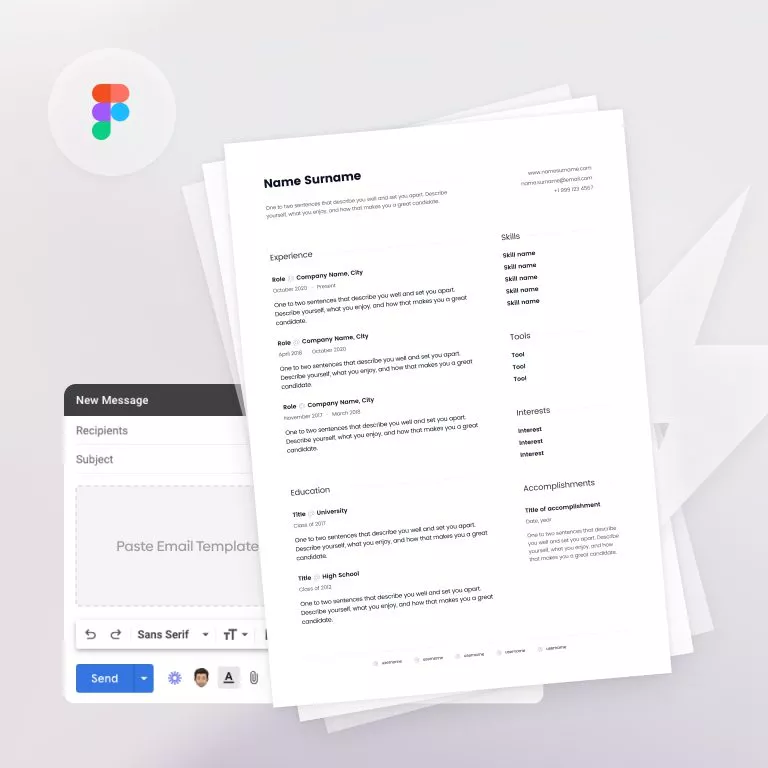 Name Surname
One to two sentences that describe you well and set you apart. Describe
yourself, what you enjoy, and how that makes you a great candidate.
www.namesurname.com
name.surname@email.com
+1 999 123 4567
Experience
Role @ Company Name, City
October 2020 - Present
One to two sentences that describe you well and set you apart.
Describe yourself, what you enjoy, and how that makes you a great
candidate.
Role @ Company Name, City
April 2018 - October 2020
One to two sentences that describe you well and set you apart.
Describe yourself, what you enjoy, and how that makes you a great
candidate.
Role @ Company Name, City
November 2017 - March 2018
One to two sentences that describe you well and set you apart.
Describe yourself, what you enjoy, and how that makes you a great
candidate.
Education
Title @ University
Class of 2017
One to two sentences that describe you well and set you apart.
Describe yourself, what you enjoy, and how that makes you a great
candidate.
Title @ High School
Class of 2012
One to two sentences that describe you well and set you apart.
Describe yourself, what you enjoy, and how that makes you a great
candidate.
Skills
Skill name
Skill name
Skill name
Skill name
Skill name
Tools
Tool
Tool
Tool
Interests
Interest
Interest
Interest
Accomplishments
Title of accomplishment
Date, year
One to two sentences that describe
you well and set you apart. Describe
yourself, what you enjoy, and how
that makes you a great candidate.
username username username username username
New Message
Recipients
Subject
Paste Email Template
Sans Serif
Send